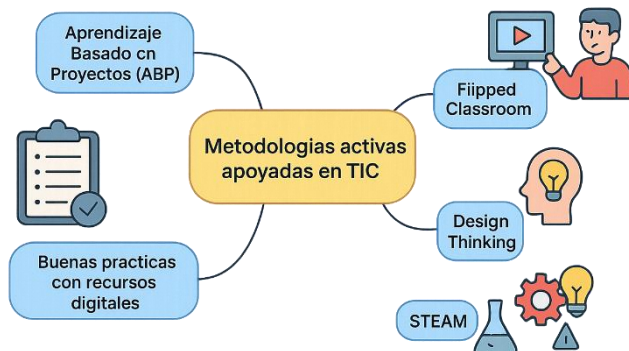 Aprendizaje
Basado cn
Proyectos (ABP)
Fiipped
Classroom
Metodologias activas
apoyadas en TIC
Design
Thinking
Buenas practicas
con recursos
digitales
STEAM